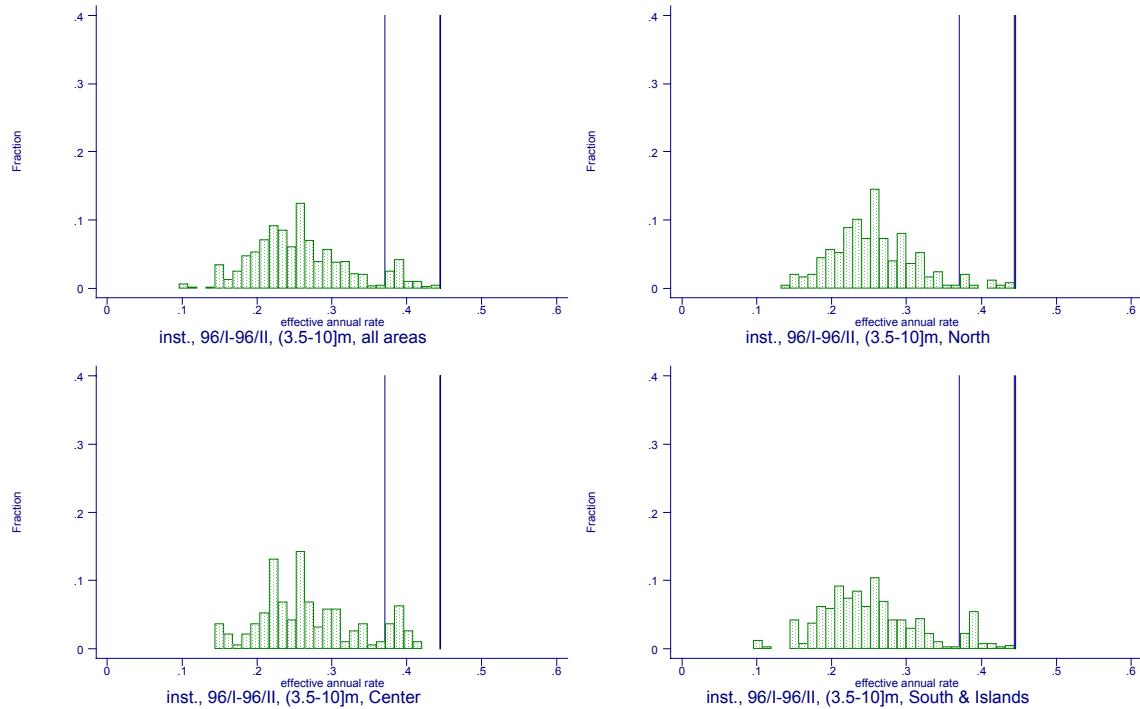 .4
.3
.2
.1
0
Fraction
0 .1 .2 .3 .4 .5 .6
effective annual rate
inst., 96/I-96/II, (3.5-10]m, all areas
.4
.3
.2
.1
0
Fraction
0 .1 .2 .3 .4 .5 .6
effective annual rate
inst., 96/I-96/II, (3.5-10]m, North
.4
.3
.2
.1
0
Fraction
0 .1 .2 .3 .4 .5 .6
effective annual rate
inst., 96/I-96/II, (3.5-10]m, Center
.4
.3
.2
.1
0
Fraction
0 .1 .2 .3 .4 .5 .6
effective annual rate
inst., 96/I-96/II, (3.5-10]m, South & Islands